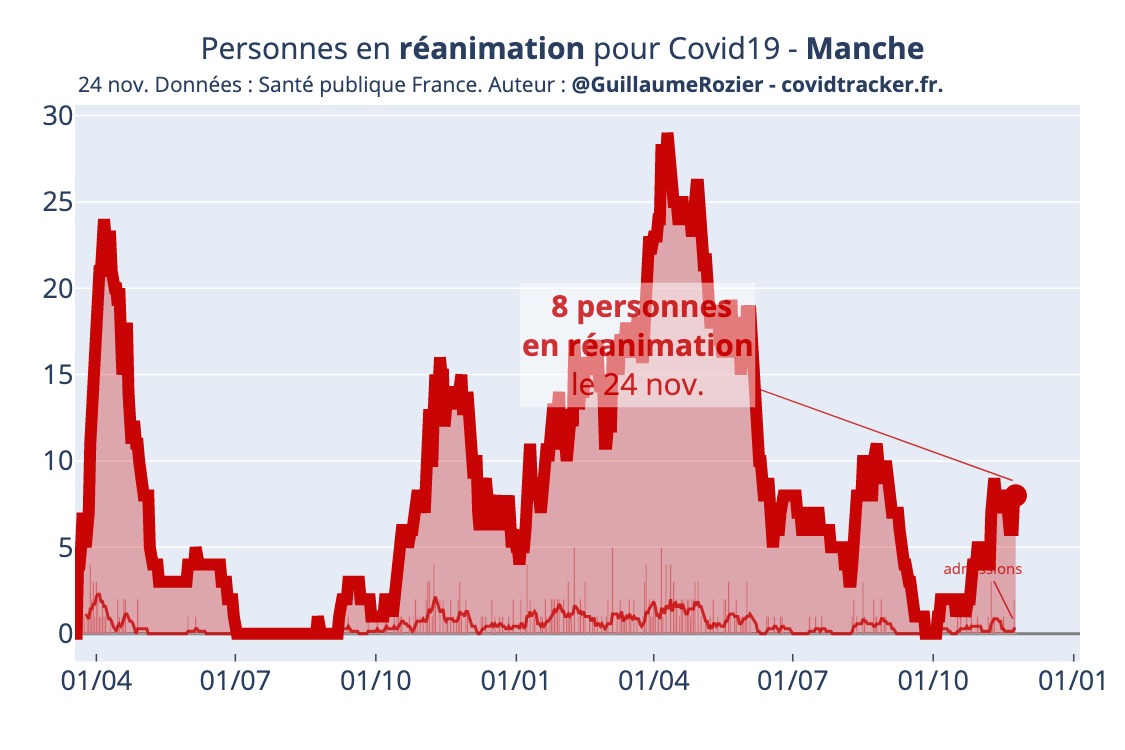 Personnes en réanimation pour Covid19 - Manche
24 nov. Données : Santé publique France. Auteur : @GuillaumeRozier - covidtracker.fr.
30
25
20
15
10
5
0
8 personnes
en réanimation
le 24 nov.
admissions
01/04 01/07 01/10 01/01 01/04 01/07 01/10 01/01